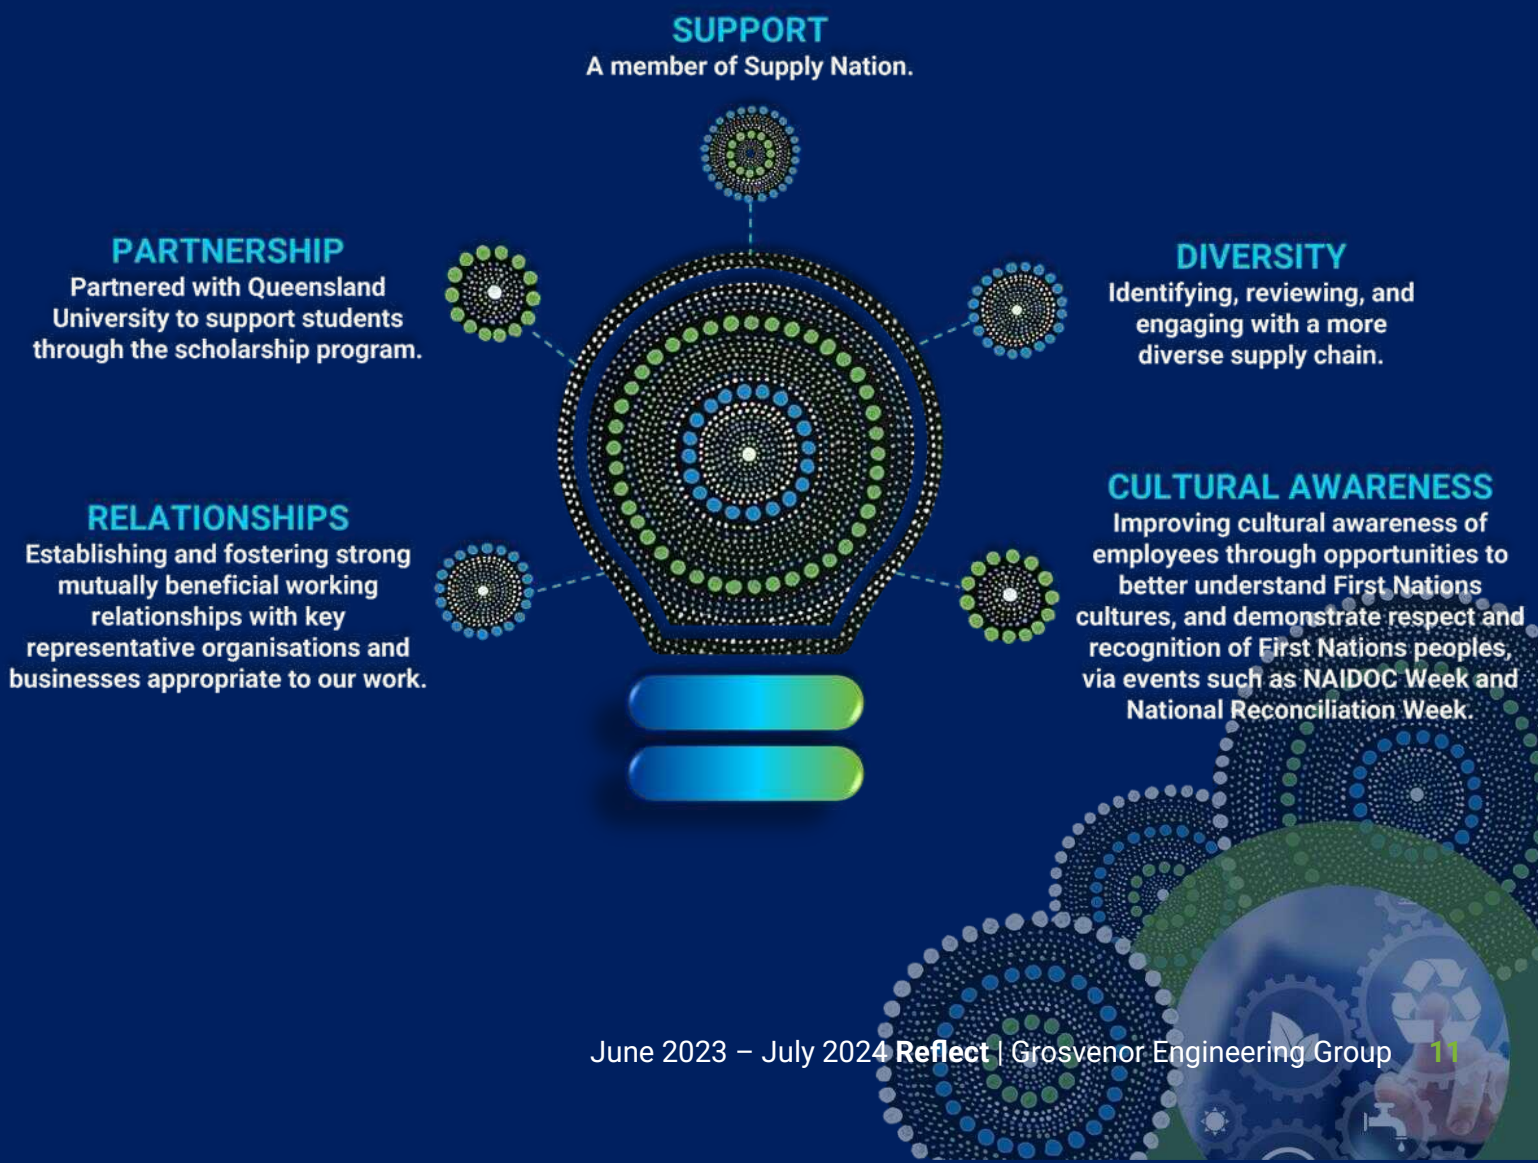 SUPPORT
A member of Supply Nation.
PARTNERSHIP
Partnered with Queensland
University to support students
through the scholarship program.
DIVERSITY
Identifying, reviewing, and
engaging with a more
diverse supply chain.
RELATIONSHIPS
Establishing and fostering strong
mutually beneficial working
relationships with key
representative organisations and
businesses appropriate to our work.
CULTURAL AWARENESS
Improving cultural awareness of
employees through opportunities to
better understand First Nations
cultures, and demonstrate respect and
recognition of First Nations peoples,
via events such as NAIDOC Week and
National Reconciliation Week.
June 2023 – July 2024 Reflect | Grosvenor Engineering Group 11